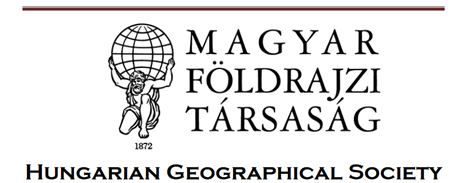 MAGYAR
FÖLDRAJZI
TÁRSASÁG
1872
HUNGARIAN GEOGRAPHICAL SOCIETY